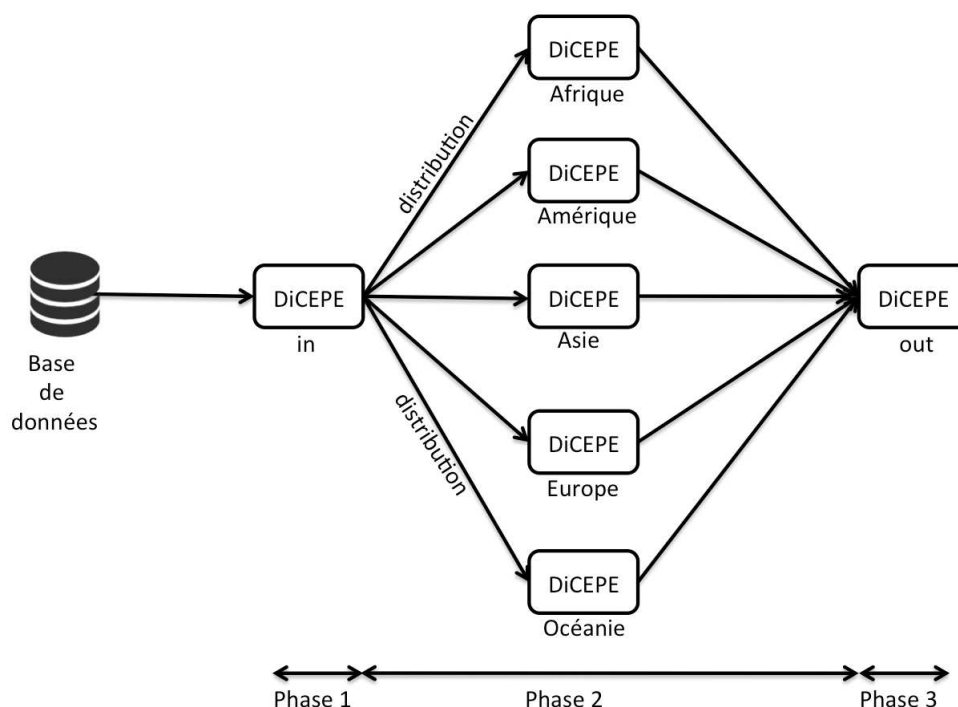 DiCEPE
Afrique
distribution
DiCEPE
Amérique
Base
de
données
DiCEPE
in
DiCEPE
Asie
DiCEPE
out
distribution
DiCEPE
Europe
DiCEPE
Océanie
Phase 1
Phase 2
Phase 3